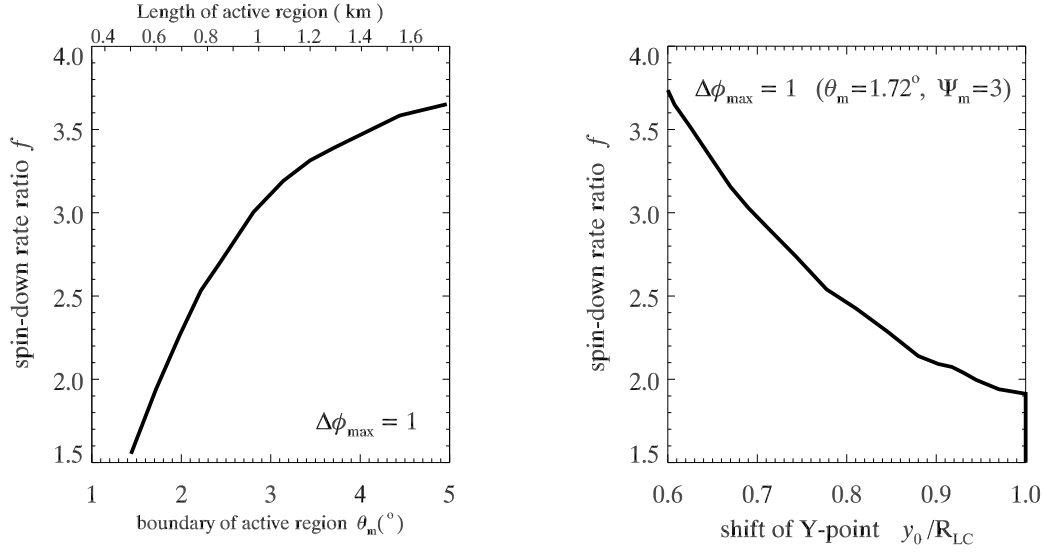 Length of active region ( km )
0.4 0.6 0.8 1 1.2 1.4 1.6
4.0
3.5
3.0
2.5
2.0
1.5
spin-down rate ratio f
Δϕmax = 1
1 2 3 4 5
boundary of active region θm(°)
4.0
3.5
3.0
2.5
2.0
1.5
spin-down rate ratio f
Δϕmax = 1 (θm=1.72°, Ψm=3)
0.6 0.7 0.8 0.9 1.0
shift of Y-point y0/RLC